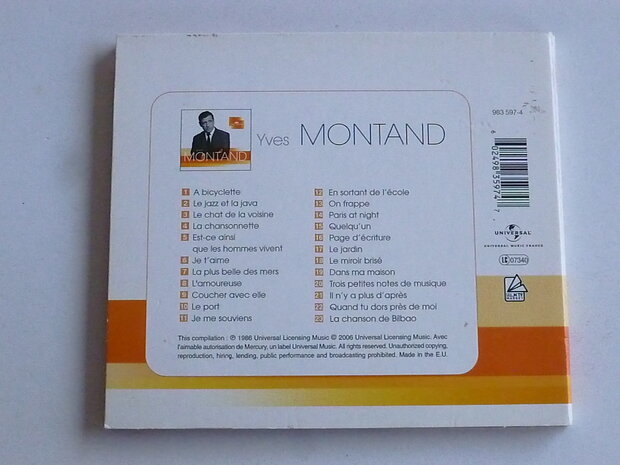 983 597-4
MONTAND
Yves MONTAND
6 02498 35974 7
1 A bicyclette
2 Le jazz et la java
3 Le chat de la voisine
4 La chansonnette
5 Est-ce ainsi
que les hommes vivent
6 Je t'aime
7 La plus belle des mers
8 L'amoureuse
9 Coucher avec elle
10 Le port
11 Je me souviens
12 En sortant de l'école
13 On frappe
14 Paris at night
15 Quelqu'un
16 Page d'écriture
17 Le jardin
18 Le miroir brisé
19 Dans ma maison
20 Trois petites notes de musique
21 Il n'y a plus d'après
22 Quand tu dors près de moi
23 La chanson de Bilbao
UNIVERSAL
UNIVERSAL MUSIC FRANCE
LC 07340
This compilation : ℗ 1986 Universal Licensing Music © 2006 Universal Licensing Music. Avec
l'aimable autorisation de Mercury, un label Universal Music. All rights reserved. Unauthorized copying,
reproduction, hiring, lending, public performance and broadcasting prohibited. Made in the E.U.